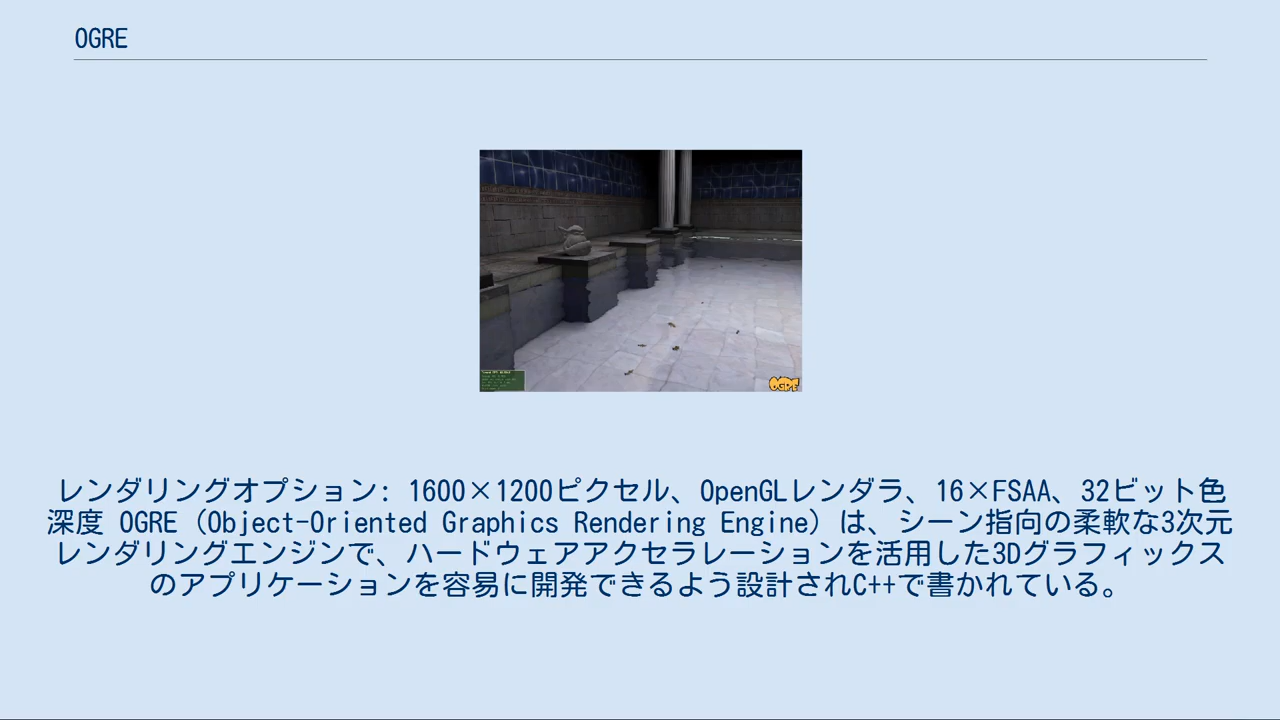 OGRE
OGRE
レンダリングオプション: 1600×1200ピクセル、OpenGLレンダラ、16×FSAA、32ビット色
深度 OGRE（Object-Oriented Graphics Rendering Engine）は、シーン指向の柔軟な3次元
レンダリングエンジンで、ハードウェアアクセラレーションを活用した3Dグラフィックス
のアプリケーションを容易に開発できるよう設計されC++で書かれている。